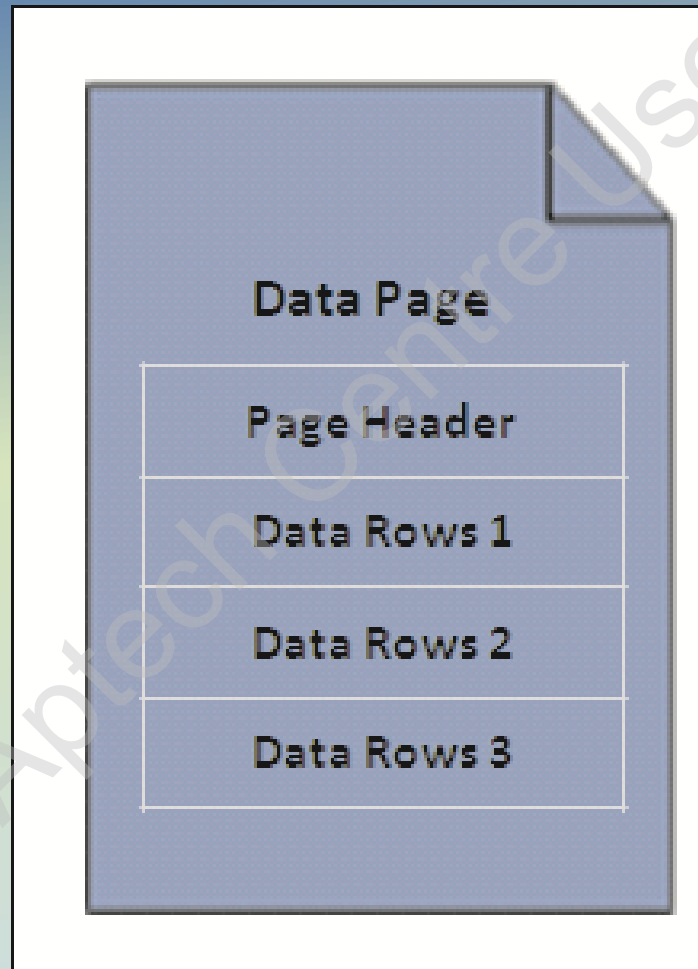 Data Page
Page Header
Data Rows 1
Data Rows 2
Data Rows 3
Aptech Centre Use